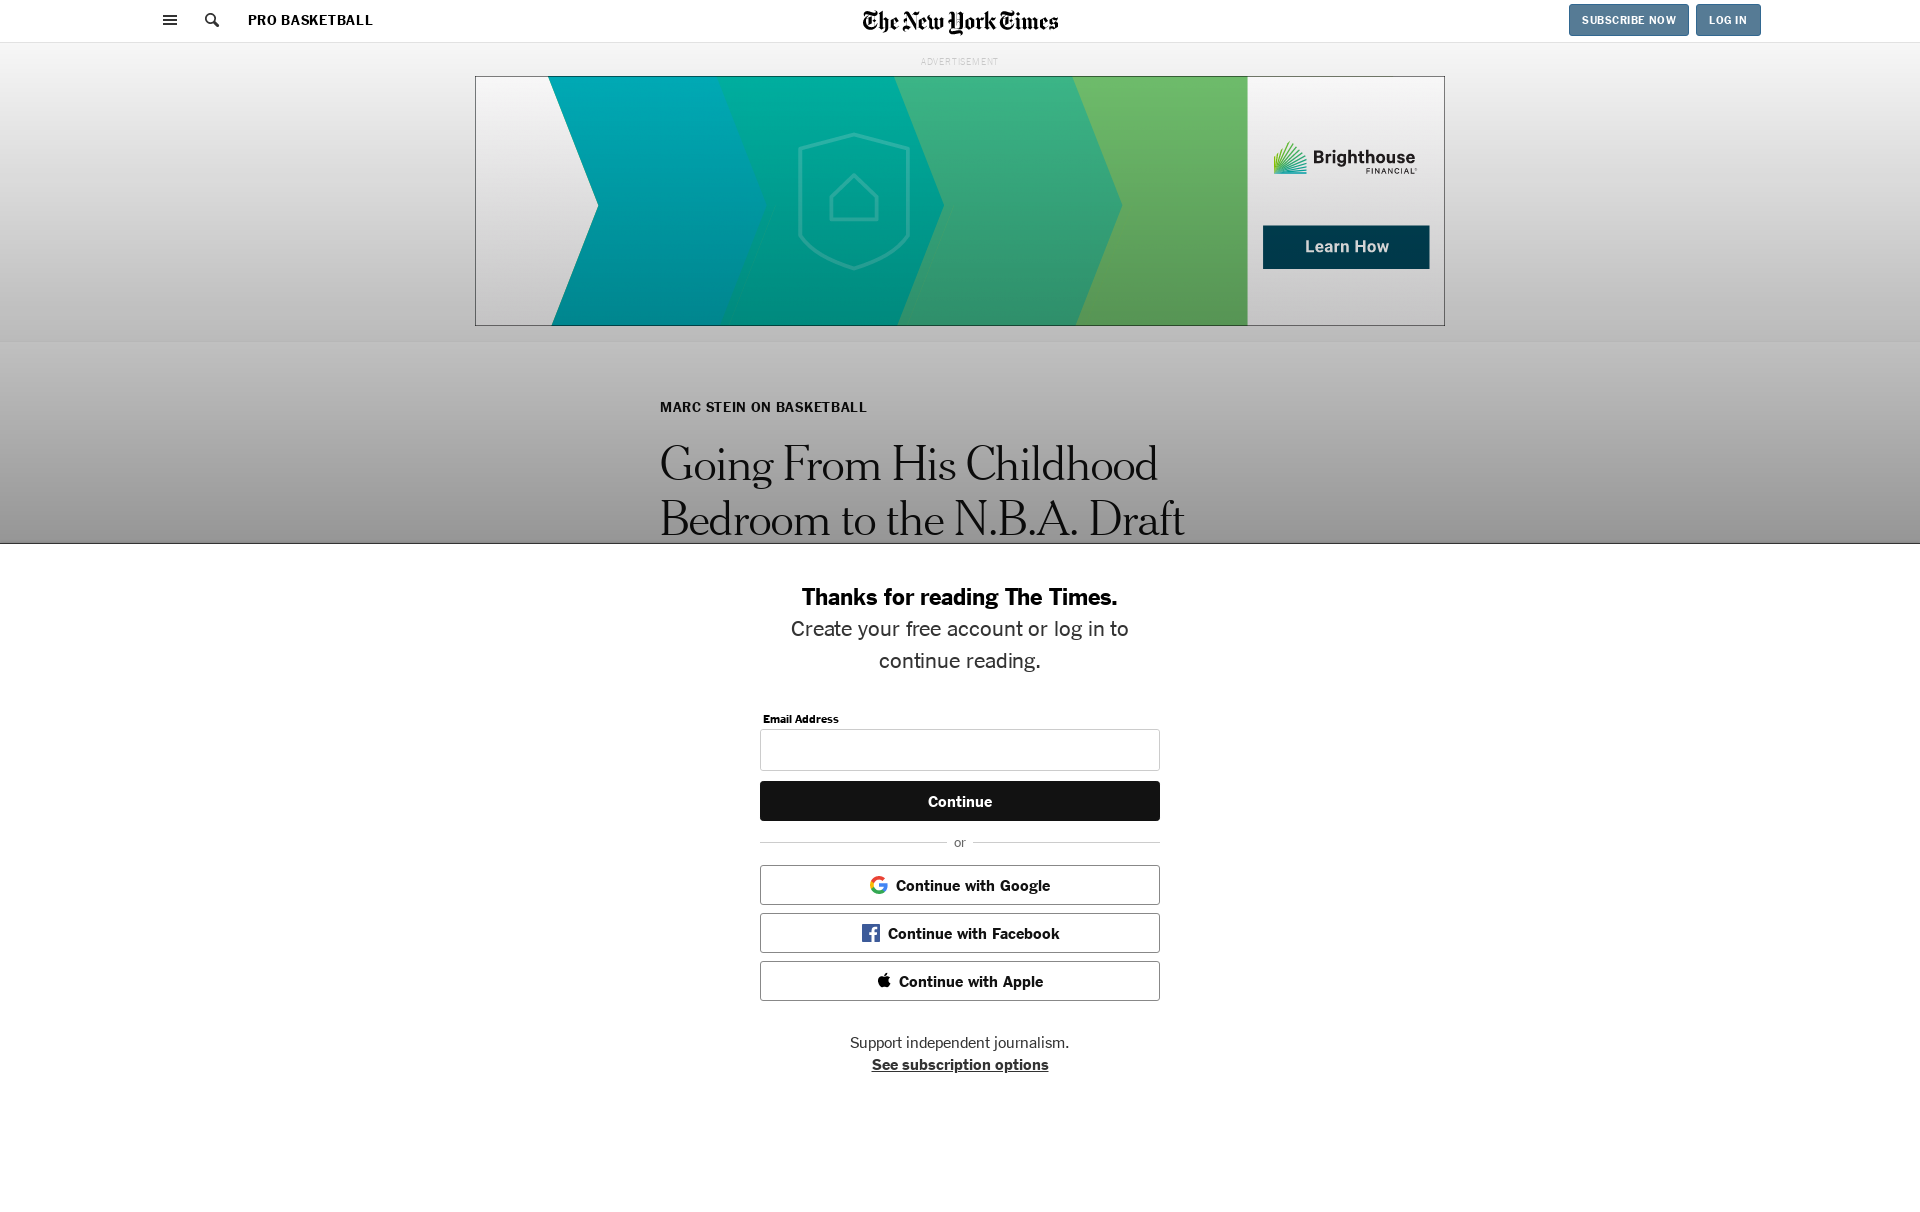 PRO BASKETBALL
The New York Times
SUBSCRIBE NOW
LOG IN
ADVERTISEMENT
Brighthouse
FINANCIAL
Learn How
MARC STEIN ON BASKETBALL
Going From His Childhood
Bedroom to the N.B.A. Draft
Thanks for reading The Times.
Create your free account or log in to
continue reading.
Email Address
Continue
or
Continue with Google
Continue with Facebook
Continue with Apple
Support independent journalism.
See subscription options